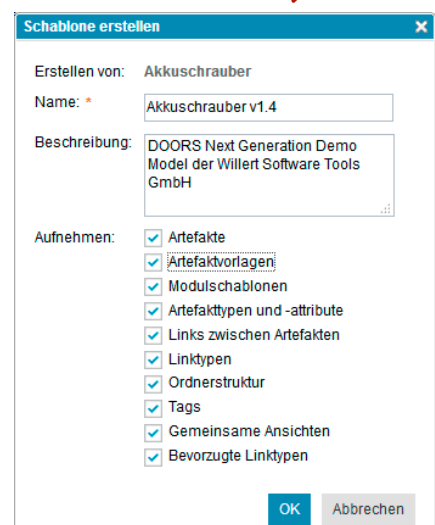 Schablone erstellen
Erstellen von: Akkuschrauber
Name: * Akkuschrauber v1.4
Beschreibung: DOORS Next Generation Demo
Model der Willert Software Tools
GmbH
Aufnehmen: Artefakte
Artefaktvorlagen
Modulschablonen
Artefakttypen und -attribute
Links zwischen Artefakten
Linktypen
Ordnerstruktur
Tags
Gemeinsame Ansichten
Bevorzugte Linktypen
OK Abbrechen